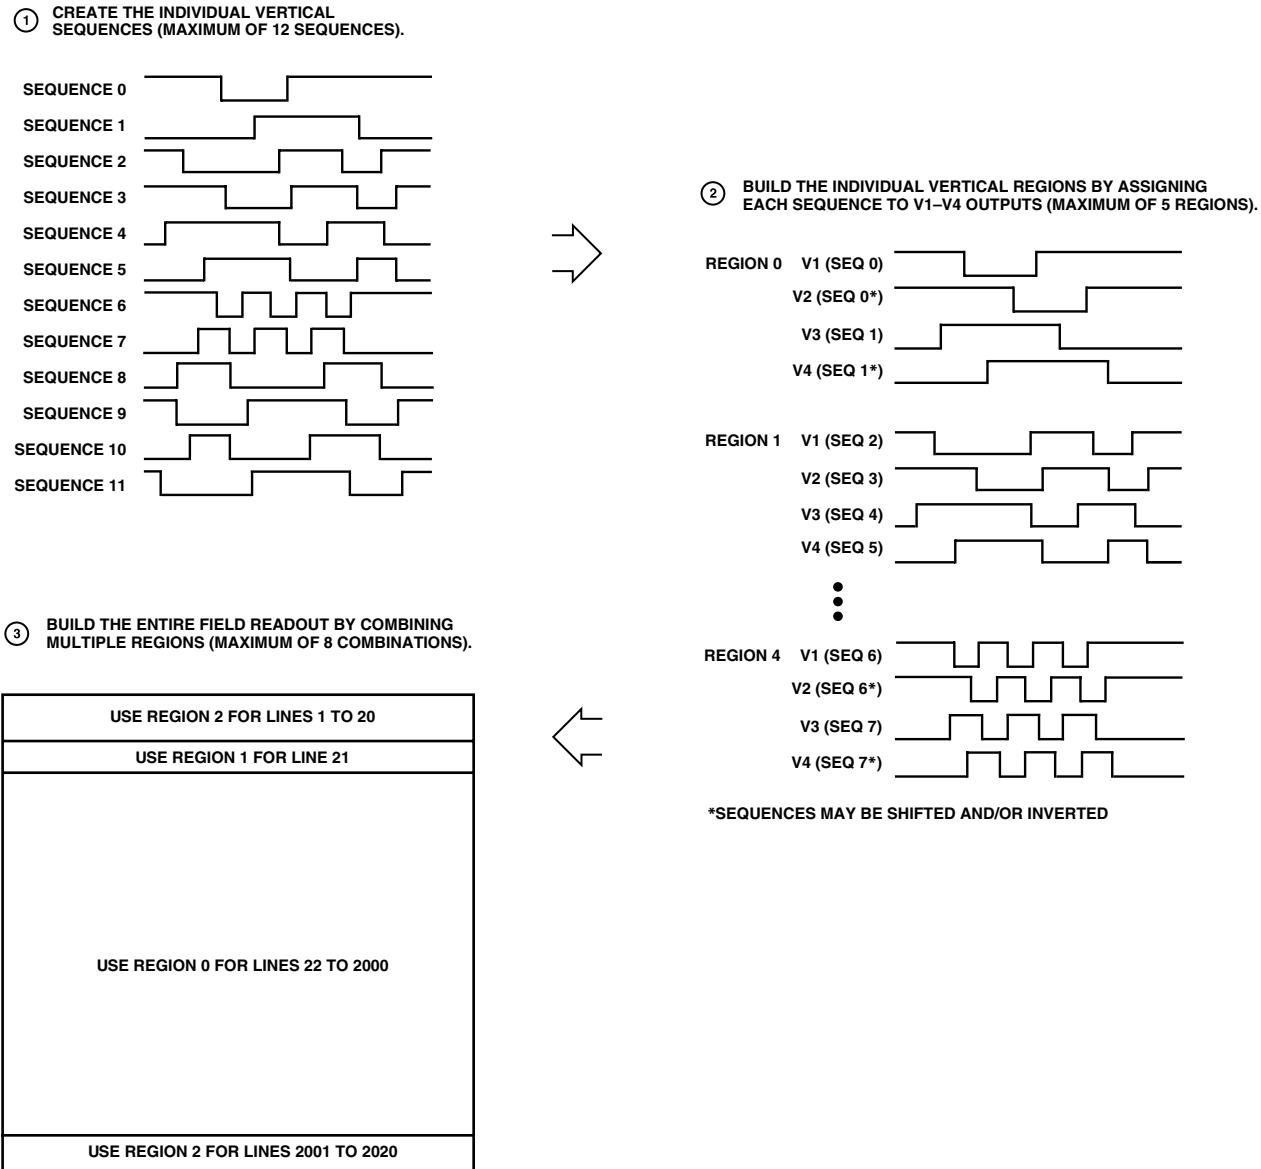 1 CREATE THE INDIVIDUAL VERTICAL
SEQUENCES (MAXIMUM OF 12 SEQUENCES).
SEQUENCE 0
SEQUENCE 1
SEQUENCE 2
SEQUENCE 3
SEQUENCE 4
SEQUENCE 5
SEQUENCE 6
SEQUENCE 7
SEQUENCE 8
SEQUENCE 9
SEQUENCE 10
SEQUENCE 11
2 BUILD THE INDIVIDUAL VERTICAL REGIONS BY ASSIGNING
EACH SEQUENCE TO V1–V4 OUTPUTS (MAXIMUM OF 5 REGIONS).
REGION 0 V1 (SEQ 0)
V2 (SEQ 0*)
V3 (SEQ 1)
V4 (SEQ 1*)
REGION 1 V1 (SEQ 2)
V2 (SEQ 3)
V3 (SEQ 4)
V4 (SEQ 5)
REGION 4 V1 (SEQ 6)
V2 (SEQ 6*)
V3 (SEQ 7)
V4 (SEQ 7*)
*SEQUENCES MAY BE SHIFTED AND/OR INVERTED
3 BUILD THE ENTIRE FIELD READOUT BY COMBINING
MULTIPLE REGIONS (MAXIMUM OF 8 COMBINATIONS).
USE REGION 2 FOR LINES 1 TO 20
USE REGION 1 FOR LINE 21
USE REGION 0 FOR LINES 22 TO 2000
USE REGION 2 FOR LINES 2001 TO 2020